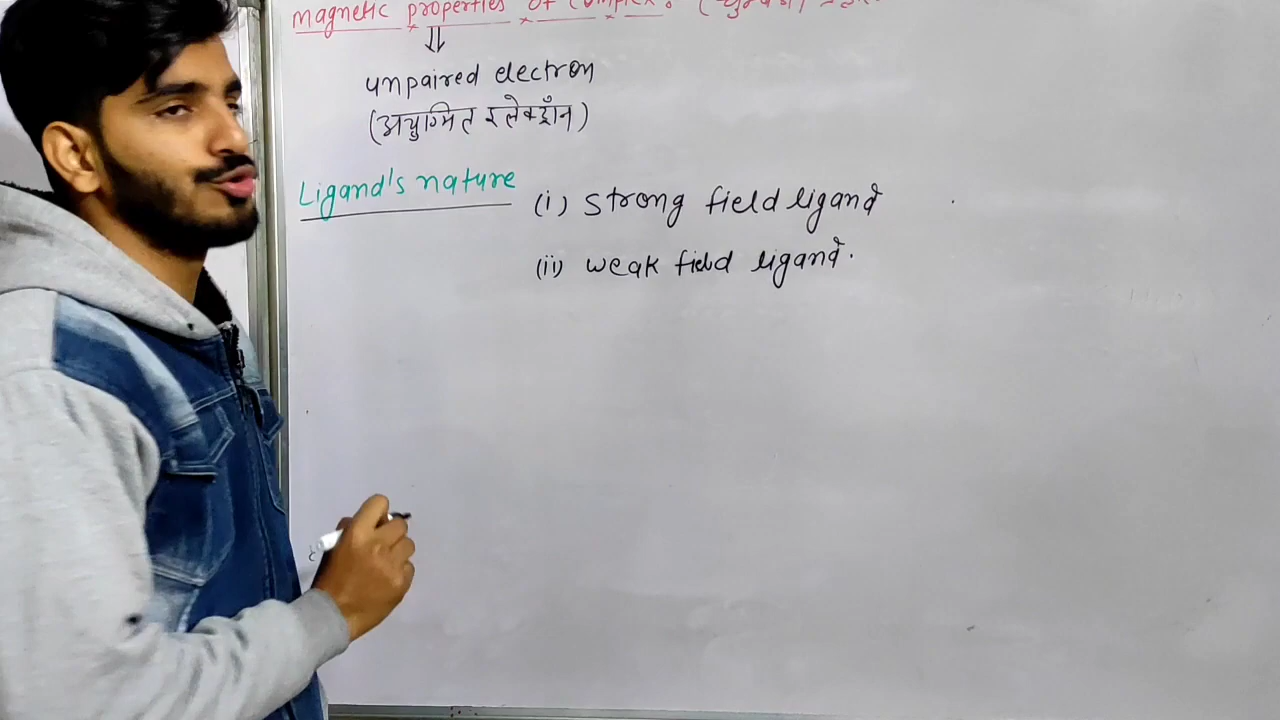 magnetic properties of complex:
unpaired electron
(अयुग्मित इलेक्ट्रॉन)
Ligand's nature
(i) strong field ligand
(ii) weak field ligand.